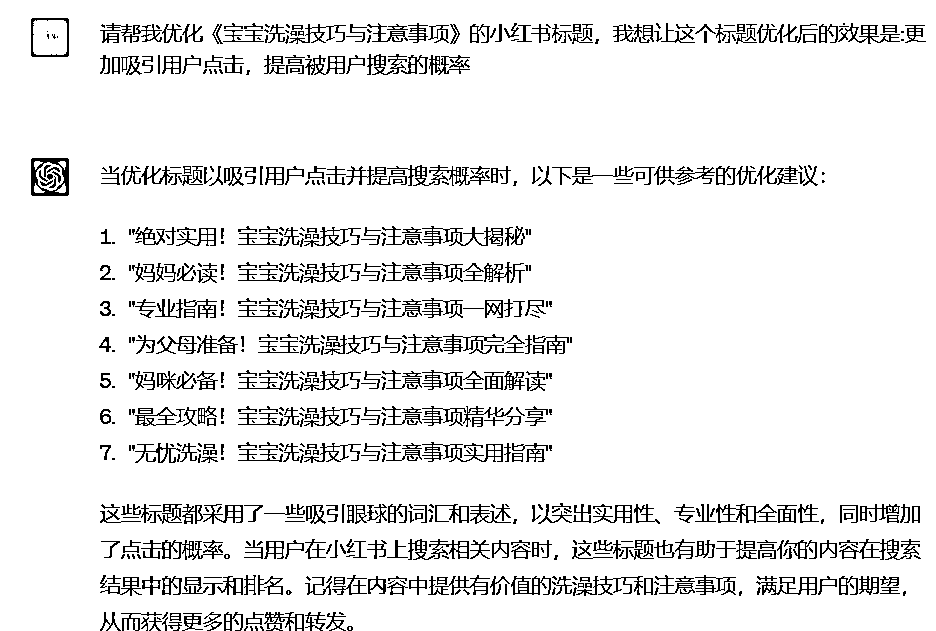 请帮我优化《宝宝洗澡技巧与注意事项》的小红书标题，我想让这个标题优化后的效果是:更
加吸引用户点击，提高被用户搜索的概率
当优化标题以吸引用户点击并提高搜索概率时，以下是一些可供参考的优化建议：
1. "绝对实用！宝宝洗澡技巧与注意事项大揭秘"
2. "妈妈必读！宝宝洗澡技巧与注意事项全解析"
3. "专业指南！宝宝洗澡技巧与注意事项一网打尽"
4. "为父母准备！宝宝洗澡技巧与注意事项完全指南"
5. "妈咪必备！宝宝洗澡技巧与注意事项全面解读"
6. "最全攻略！宝宝洗澡技巧与注意事项精华分享"
7. "无忧洗澡！宝宝洗澡技巧与注意事项实用指南"
这些标题都采用了一些吸引眼球的词汇和表述，以突出实用性、专业性和全面性，同时增加
了点击的概率。当用户在小红书上搜索相关内容时，这些标题也有助于提高你的内容在搜索
结果中的显示和排名。记得在内容中提供有价值的洗澡技巧和注意事项，满足用户的期望，
从而获得更多的点赞和转发。